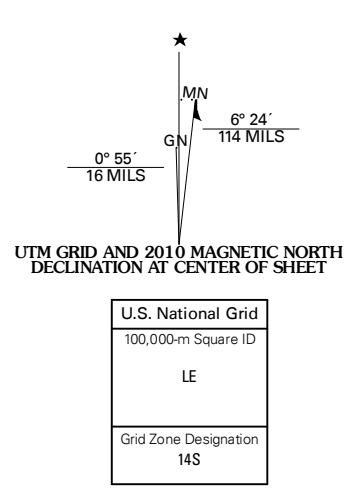 MN
GN
6° 24´
114 MILS
0° 55´
16 MILS
UTM GRID AND 2010 MAGNETIC NORTH
DECLINATION AT CENTER OF SHEET
U.S. National Grid
100,000-m Square ID
LE
Grid Zone Designation
14S